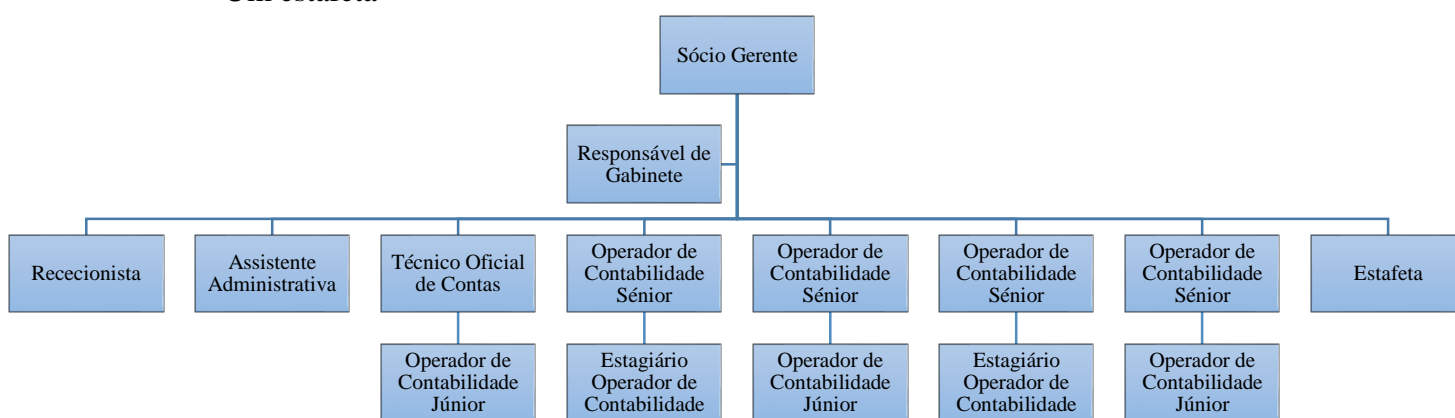 Um estafeta
Sócio Gerente
Responsável de
Gabinete
Rececionista
Assistente
Administrativa
Técnico Oficial
de Contas
Operador de
Contabilidade
Sénior
Operador de
Contabilidade
Sénior
Operador de
Contabilidade
Sénior
Operador de
Contabilidade
Sénior
Estafeta
Operador de
Contabilidade
Júnior
Estagiário
Operador de
Contabilidade
Operador de
Contabilidade
Júnior
Estagiário
Operador de
Contabilidade
Operador de
Contabilidade
Júnior